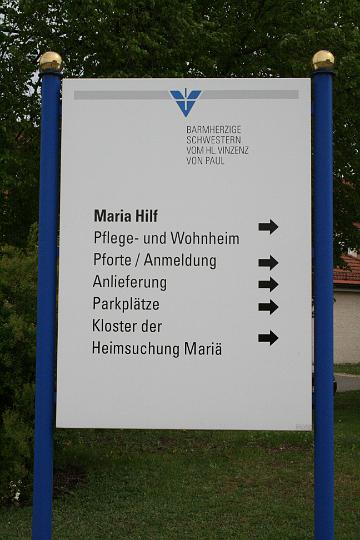 BARMHERZIGE
SCHWESTERN
VOM HL. VINZENZ
VON PAUL
Maria Hilf
Pflege- und Wohnheim
Pforte / Anmeldung
Anlieferung
Parkplätze
Kloster der
Heimsuchung Mariä